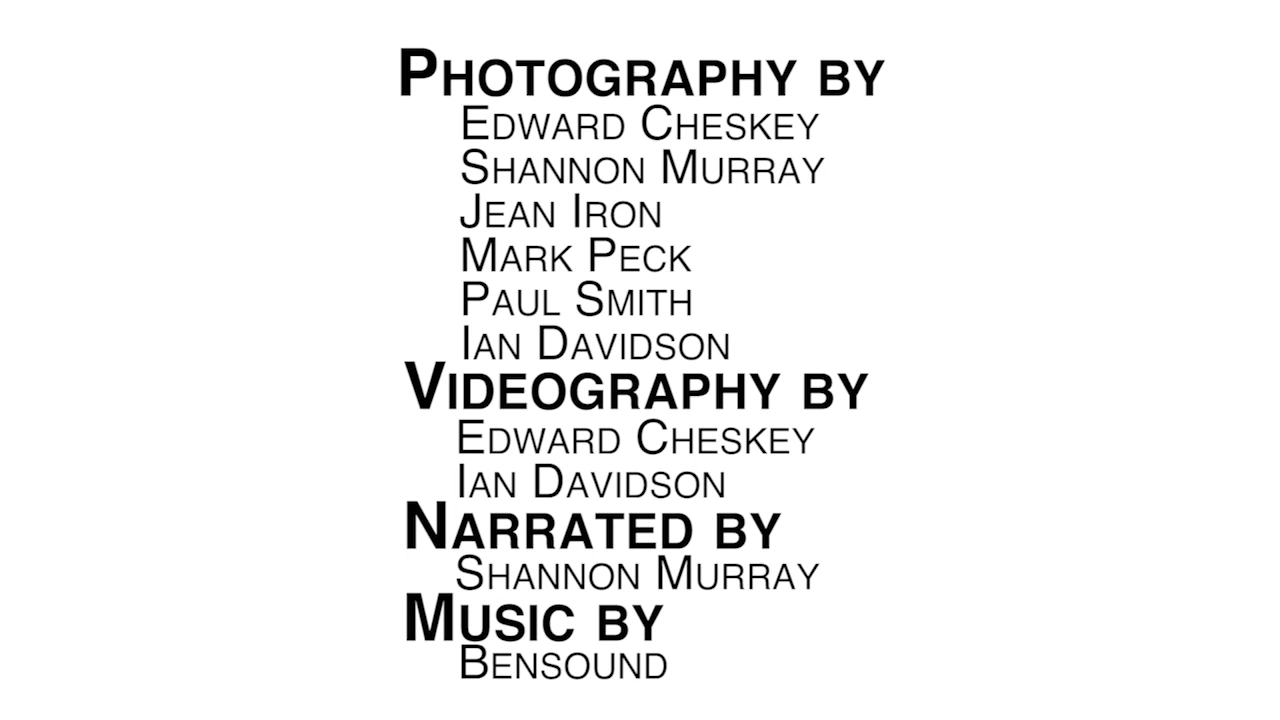 Photography by
Edward Cheskey
Shannon Murray
Jean Iron
Mark Peck
Paul Smith
Ian Davidson
Videography by
Edward Cheskey
Ian Davidson
Narrated by
Shannon Murray
Music by
Bensound